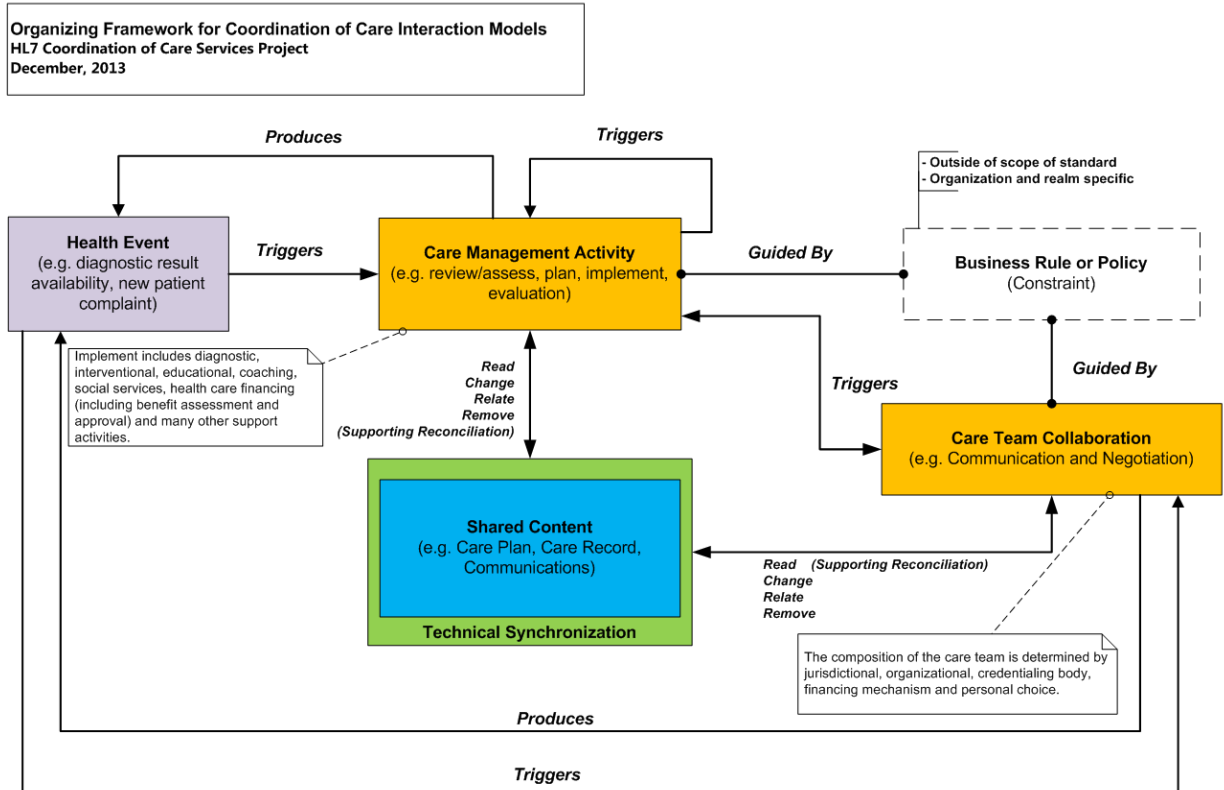 Organizing Framework for Coordination of Care Interaction Models
HL7 Coordination of Care Services Project
December, 2013
Produces
Triggers
- Outside of scope of standard
- Organization and realm specific
Health Event
(e.g. diagnostic result
availability, new patient
complaint)
Triggers
Care Management Activity
(e.g. review/assess, plan, implement,
evaluation)
Guided By
Business Rule or Policy
(Constraint)
Implement includes diagnostic,
interventional, educational, coaching,
social services, health care financing
(including benefit assessment and
approval) and many other support
activities.
Read
Change
Relate
Remove
(Supporting Reconciliation)
Triggers
Guided By
Care Team Collaboration
(e.g. Communication and Negotiation)
Shared Content
(e.g. Care Plan, Care Record,
Communications)
Technical Synchronization
Read (Supporting Reconciliation)
Change
Relate
Remove
The composition of the care team is determined by
jurisdictional, organizational, credentialing body,
financing mechanism and personal choice.
Produces
Triggers